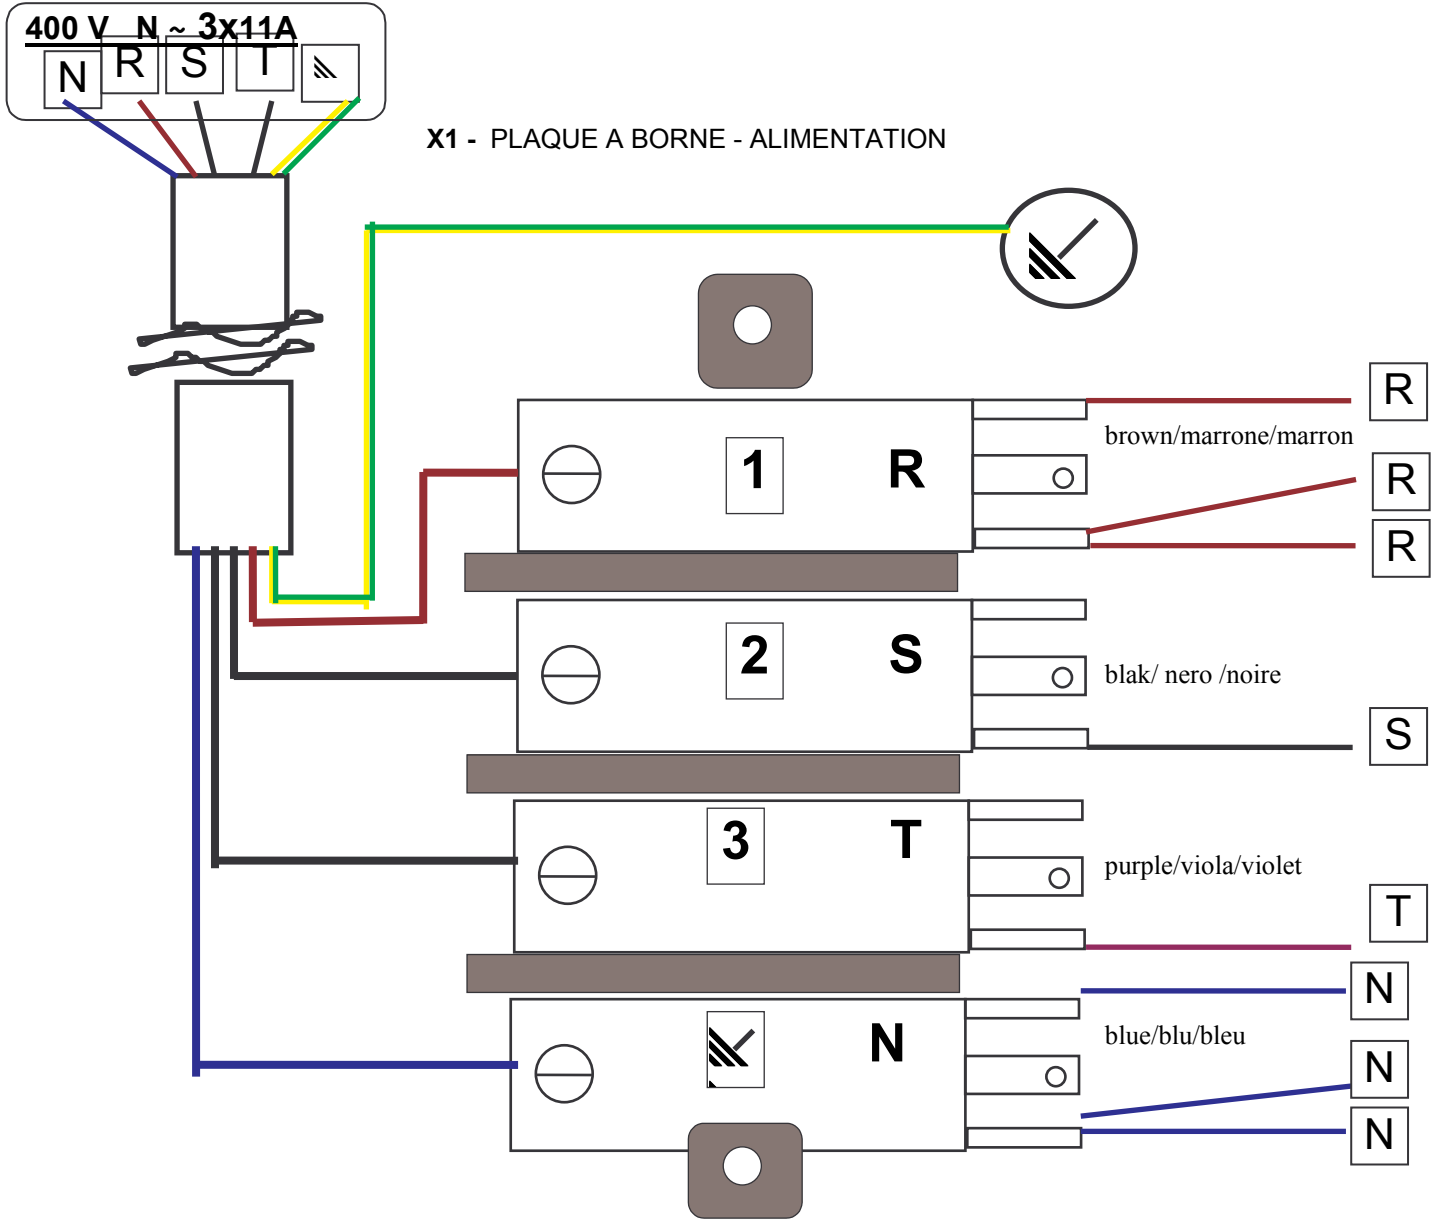 400 V N ~ 3x11A
N R S T
X1 - PLAQUE A BORNE - ALIMENTATION
R
1 R
brown/marrone/marron
R
R
2 S
blak/ nero /noire
S
3 T
purple/viola/violet
T
N
N
blue/blu/bleu
N
N